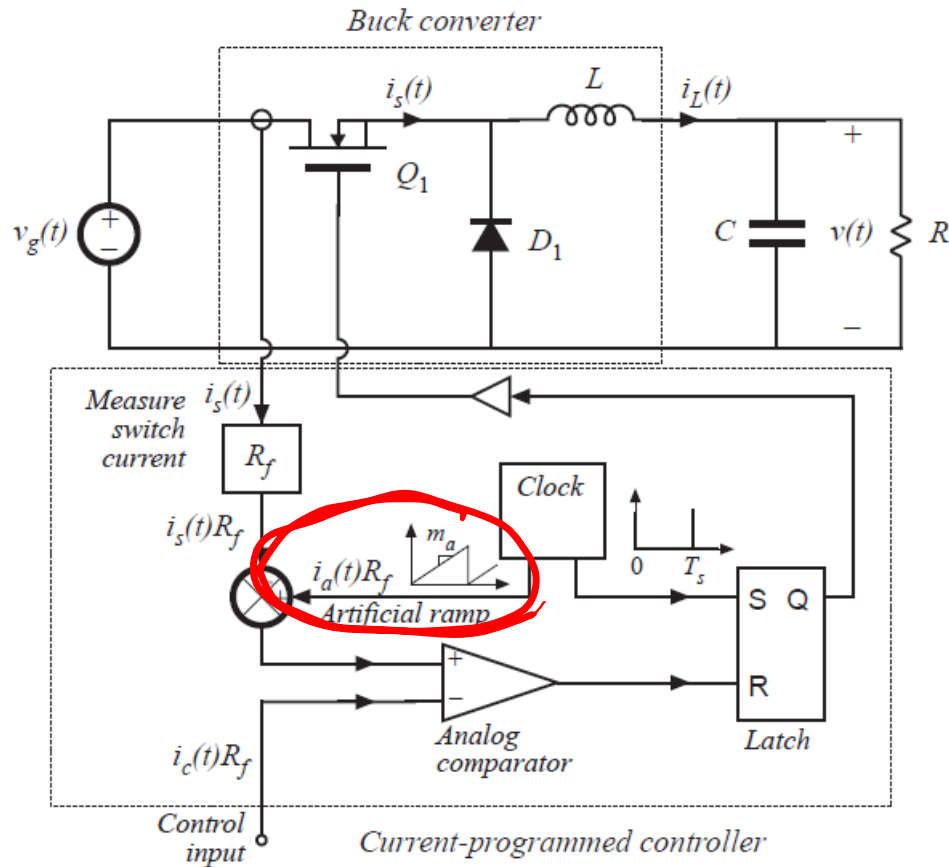 Buck converter
i_s(t)
L
i_L(t)
+
Q_1
v_g(t)
+
−
D_1
C
v(t)
R
−
Measure
switch
current
i_s(t)
R_f
Clock
i_s(t)R_f
m_a
0
T_s
+
i_a(t)R_f
Artificial ramp
S Q
+
−
R
Analog
comparator
Latch
i_c(t)R_f
Control
input
Current-programmed controller